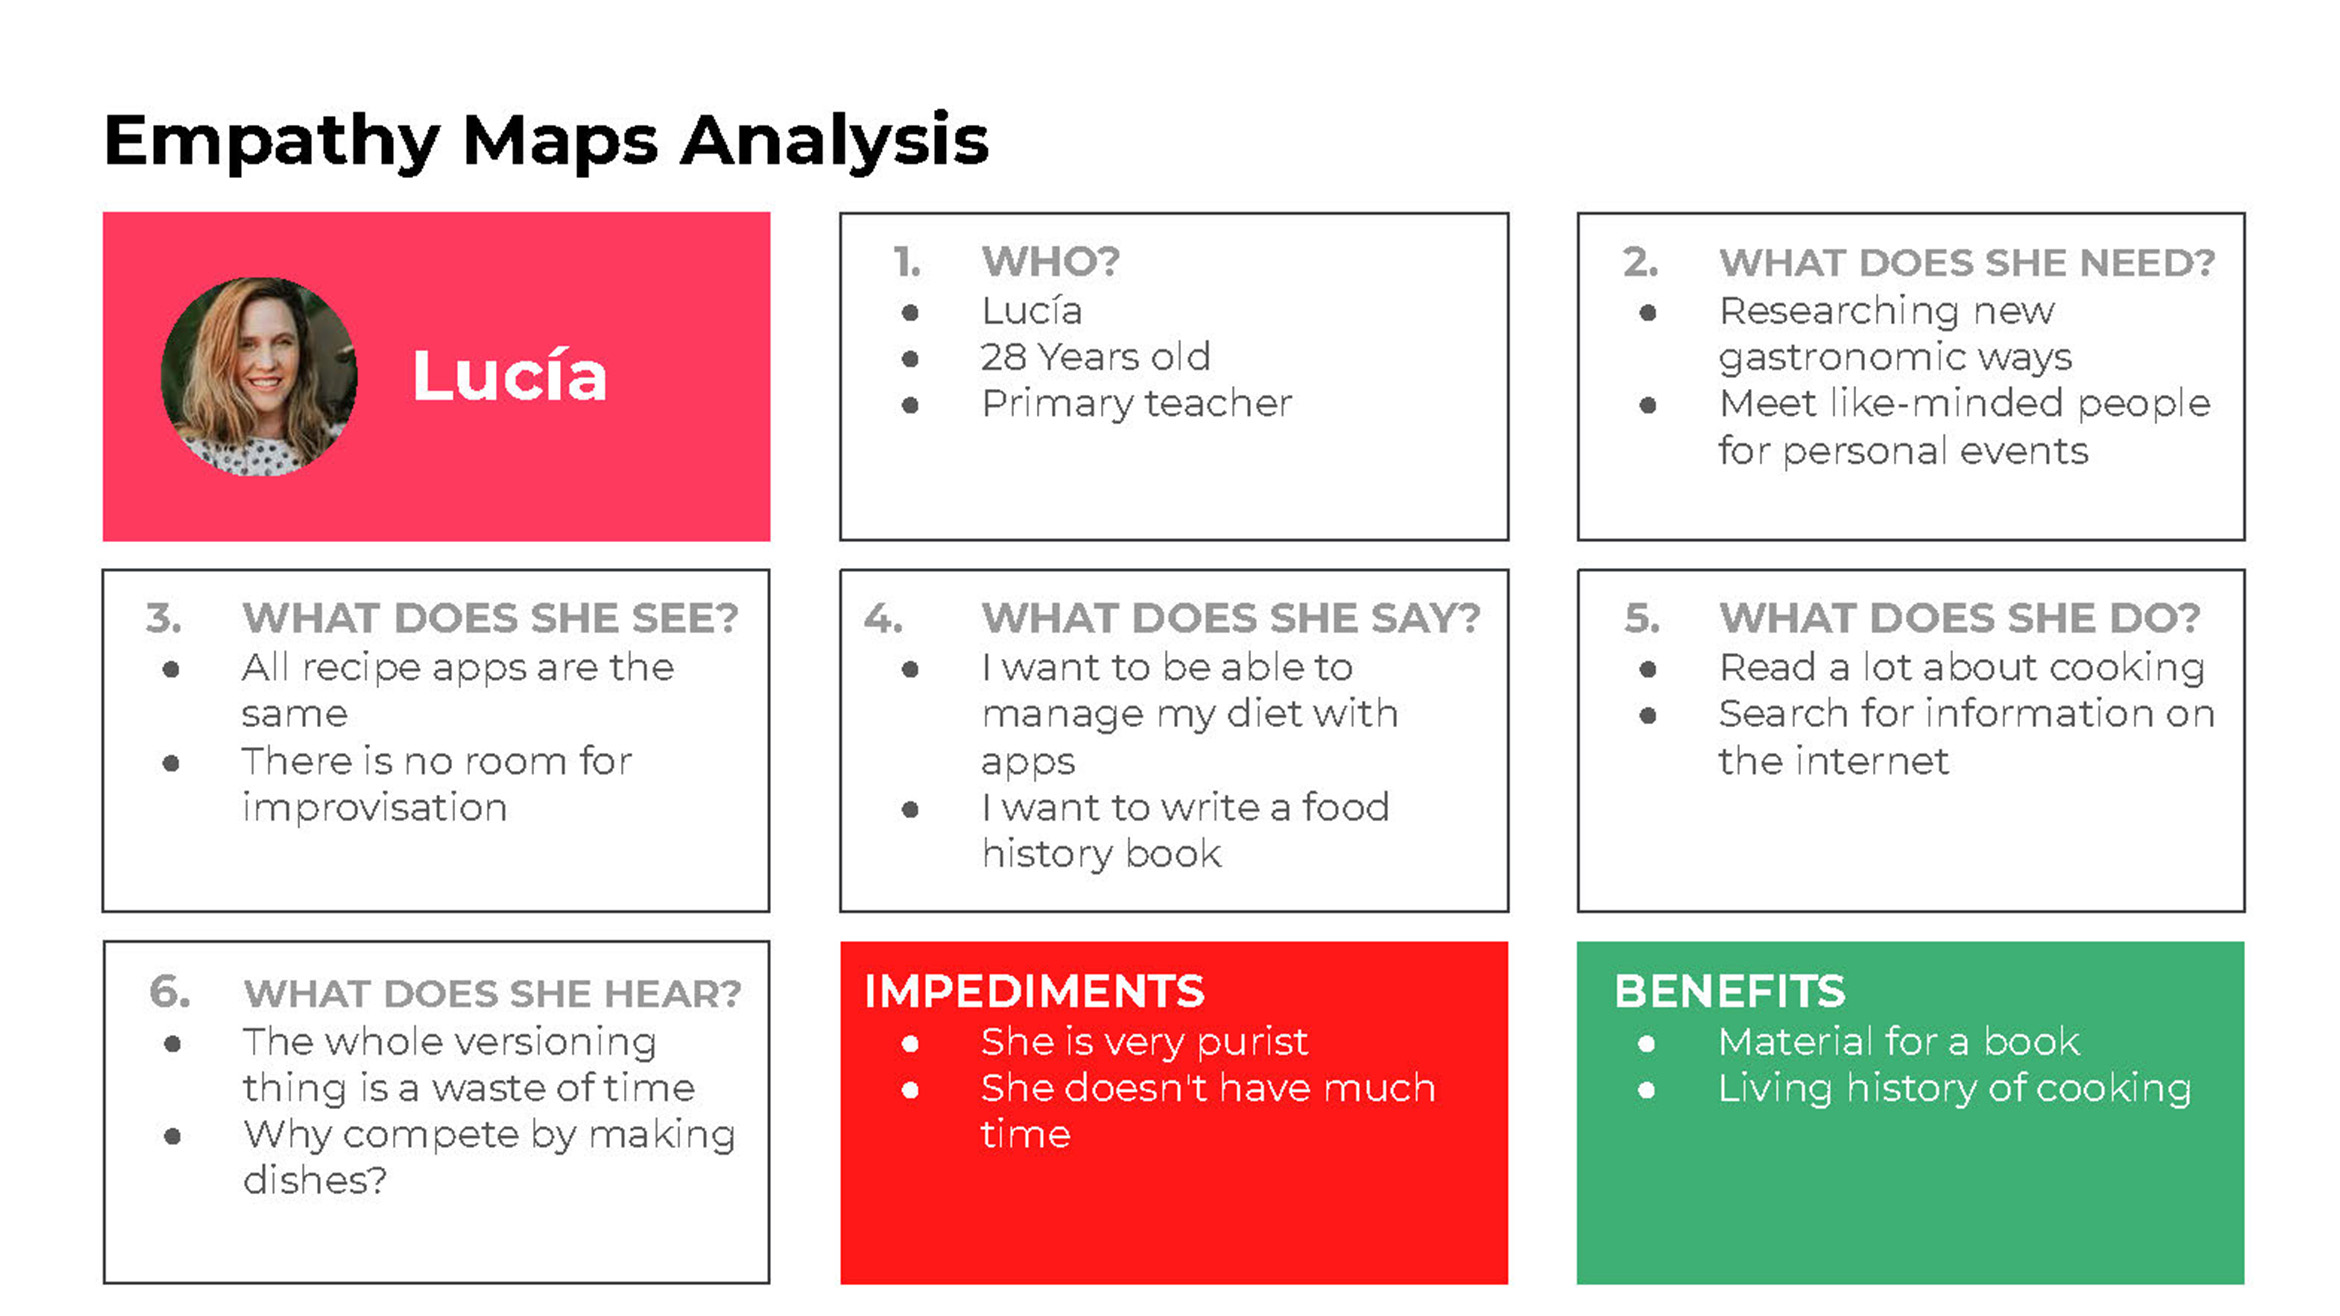 Empathy Maps Analysis
Lucía
1. WHO?
● Lucía
● 28 Years old
● Primary teacher
2. WHAT DOES SHE NEED?
● Researching new
gastronomic ways
● Meet like-minded people
for personal events
3. WHAT DOES SHE SEE?
● All recipe apps are the
same
● There is no room for
improvisation
4. WHAT DOES SHE SAY?
● I want to be able to
manage my diet with
apps
● I want to write a food
history book
5. WHAT DOES SHE DO?
● Read a lot about cooking
● Search for information on
the internet
6. WHAT DOES SHE HEAR?
● The whole versioning
thing is a waste of time
● Why compete by making
dishes?
IMPEDIMENTS
● She is very purist
● She doesn't have much
time
BENEFITS
● Material for a book
● Living history of cooking